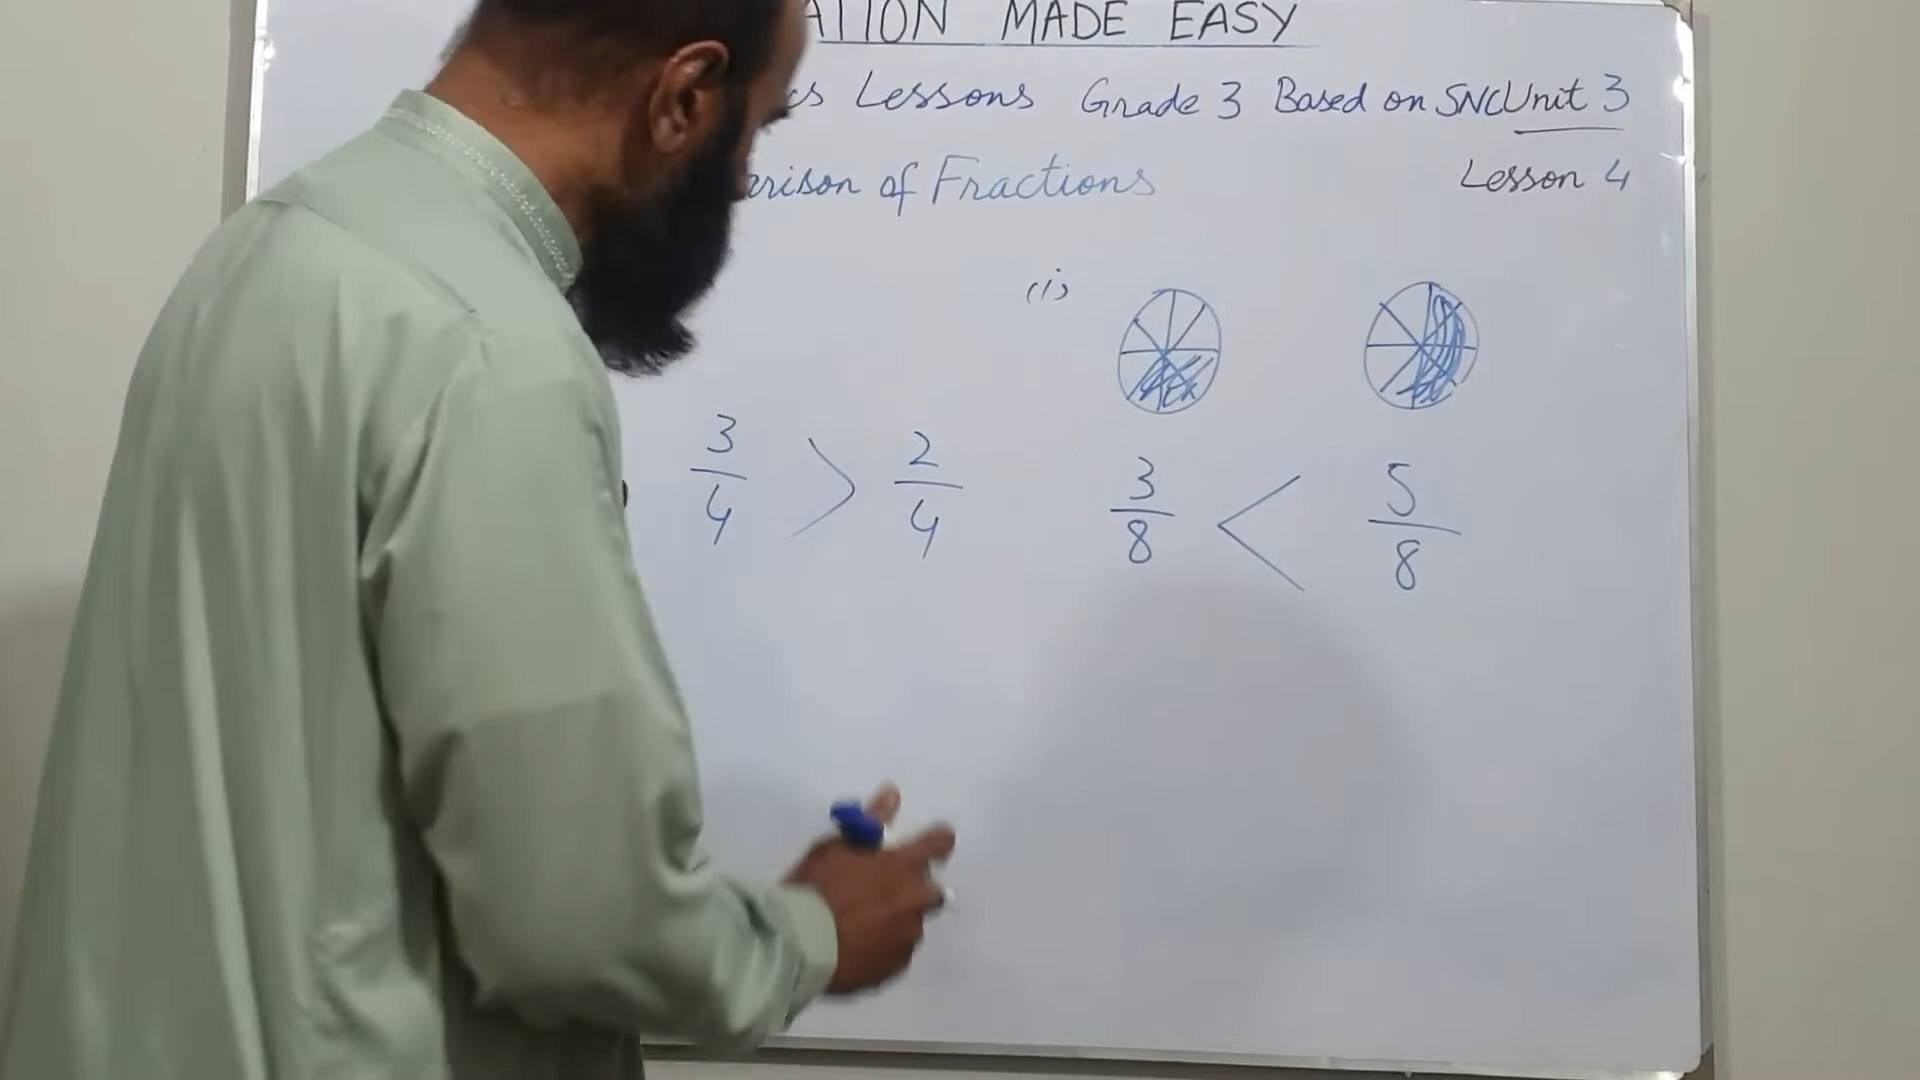 MADE EASY
Lessons Grade 3 Based on SNC Unit 3
of Fractions
Lesson 4
(i)
3/4 > 2/4
3/8 < 5/8